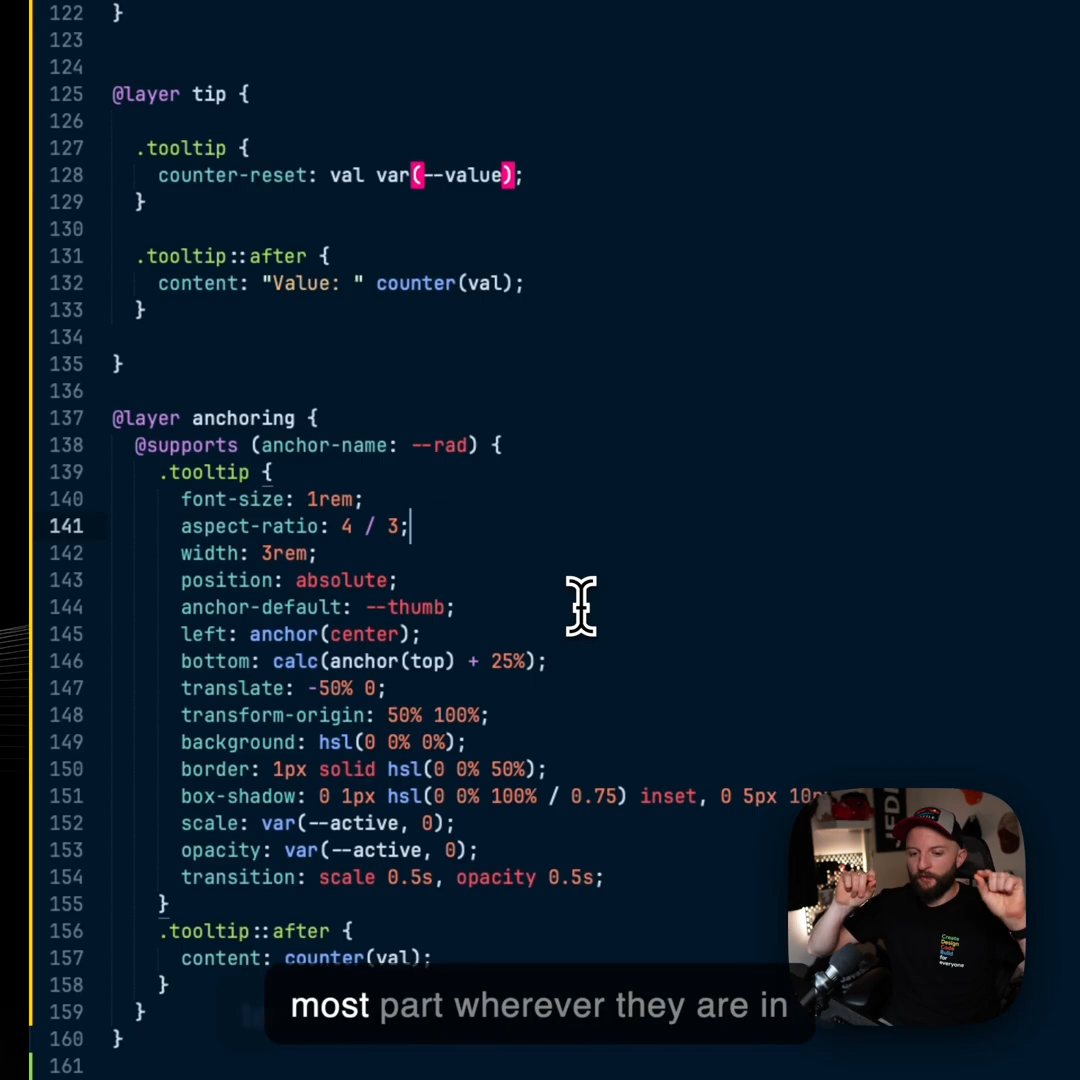 122 }
123
124
125 @layer tip {
126
127 .tooltip {
128 counter-reset: val var(--value);
129 }
130
131 .tooltip::after {
132 content: "Value: " counter(val);
133 }
134
135 }
136
137 @layer anchoring {
138 @supports (anchor-name: --rad) {
139 .tooltip {
140 font-size: 1rem;
141 aspect-ratio: 4 / 3;
142 width: 3rem;
143 position: absolute;
144 anchor-default: --thumb;
145 left: anchor(center);
146 bottom: calc(anchor(top) + 25%);
147 translate: -50% 0;
148 transform-origin: 50% 100%;
149 background: hsl(0 0% 0%);
150 border: 1px solid hsl(0 0% 50%);
151 box-shadow: 0 1px hsl(0 0% 100% / 0.75) inset, 0 5px
152 scale: var(--active, 0);
153 opacity: var(--active, 0);
154 transition: scale 0.5s, opacity 0.5s;
155 }
156 .tooltip::after {
157 content: counter(val);
158 }
159 }
160 }
161
JEDI
Create
Design
Code
Build
for
everyone
most part wherever they are in